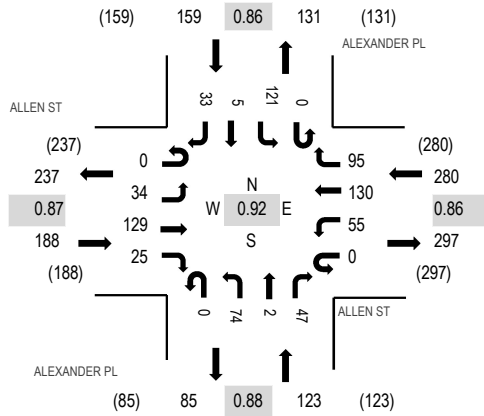 (159) 159 0.86 131 (131)
ALEXANDER PL
ALLEN ST
33 5 121 0
(237) (280)
237 0 95 280
34 N 130
0.87 W 0.92 E 0.86
129 S 55
188 25 0 297
(188) (297)
0 74 2 47
ALLEN ST
ALEXANDER PL
(85) 85 0.88 123 (123)